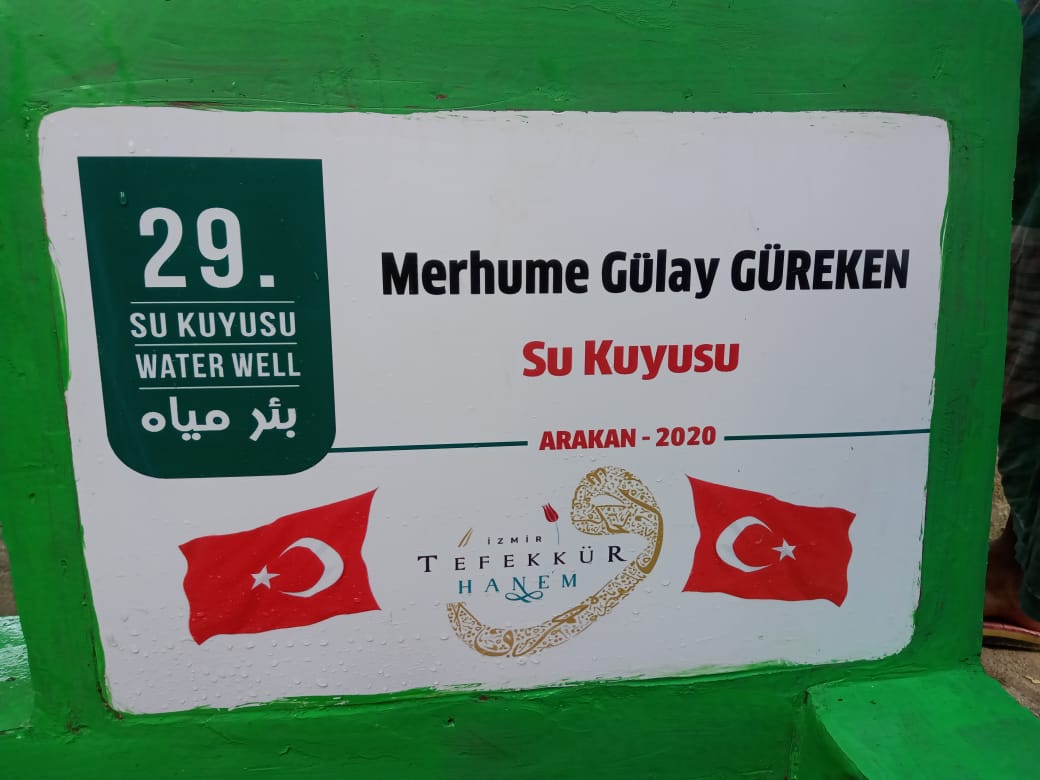 29.
SU KUYUSU
WATER WELL
بئر مياه
Merhume Gülay GÜREKEN
Su Kuyusu
ARAKAN - 2020
İZMİR
TEFEKKÜR
HANEM